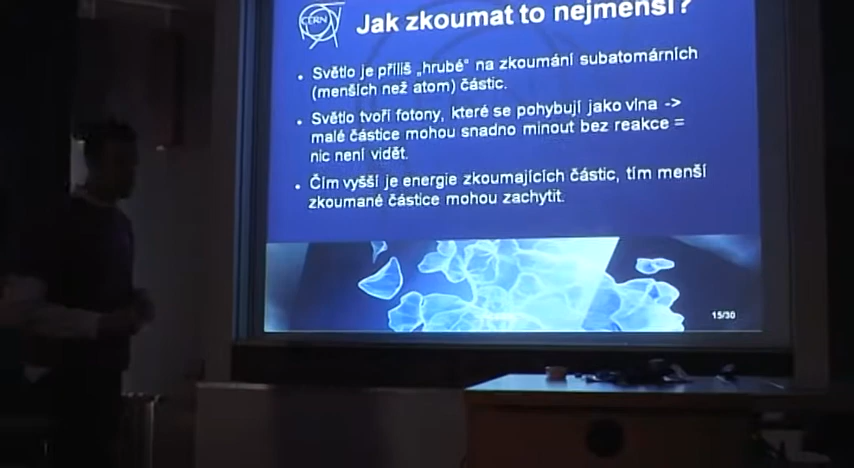 CERN
Jak zkoumat to nejmenší?
• Světlo je příliš „hrubé“ na zkoumání subatomárních
(menších než atom) částic.
• Světlo tvoří fotony, které se pohybují jako vlna ->
malé částice mohou snadno minout bez reakce =
nic není vidět.
• Čím vyšší je energie zkoumajících částic, tím menší
zkoumané částice mohou zachytit.
15/30